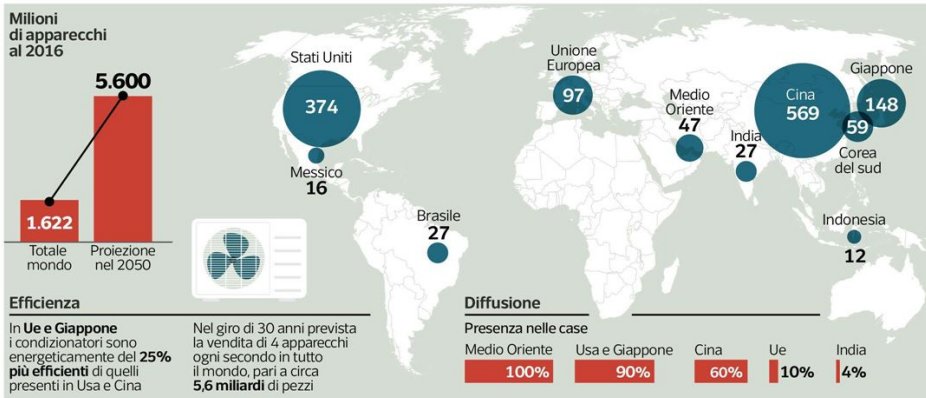 Milioni
di apparecchi
al 2016
5.600
1.622
Totale
mondo
Proiezione
nel 2050
Stati Uniti
374
Messico
16
Brasile
27
Unione
Europea
97
Medio
Oriente
47
India
27
Cina
569
Giappone
148
59
Corea
del sud
Indonesia
12
Efficienza
In Ue e Giappone
i condizionatori sono
energeticamente del 25%
più efficienti di quelli
presenti in Usa e Cina
Nel giro di 30 anni prevista
la vendita di 4 apparecchi
ogni secondo in tutto
il mondo, pari a circa
5,6 miliardi di pezzi
Diffusione
Presenza nelle case
Medio Oriente
100%
Usa e Giappone
90%
Cina
60%
Ue
10%
India
4%